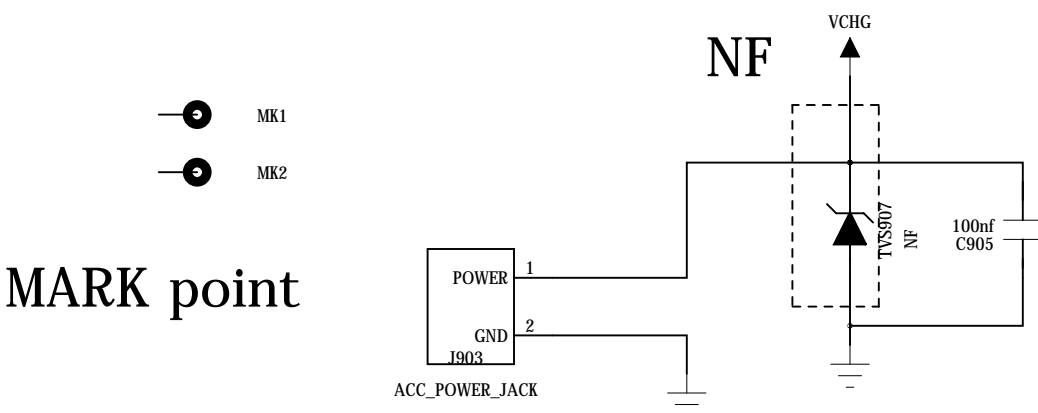 VCHG
NF
MK1
MK2
TVS907
NF
100nf
C905
MARK point
POWER
1
GND
2
J903
ACC_POWER_JACK